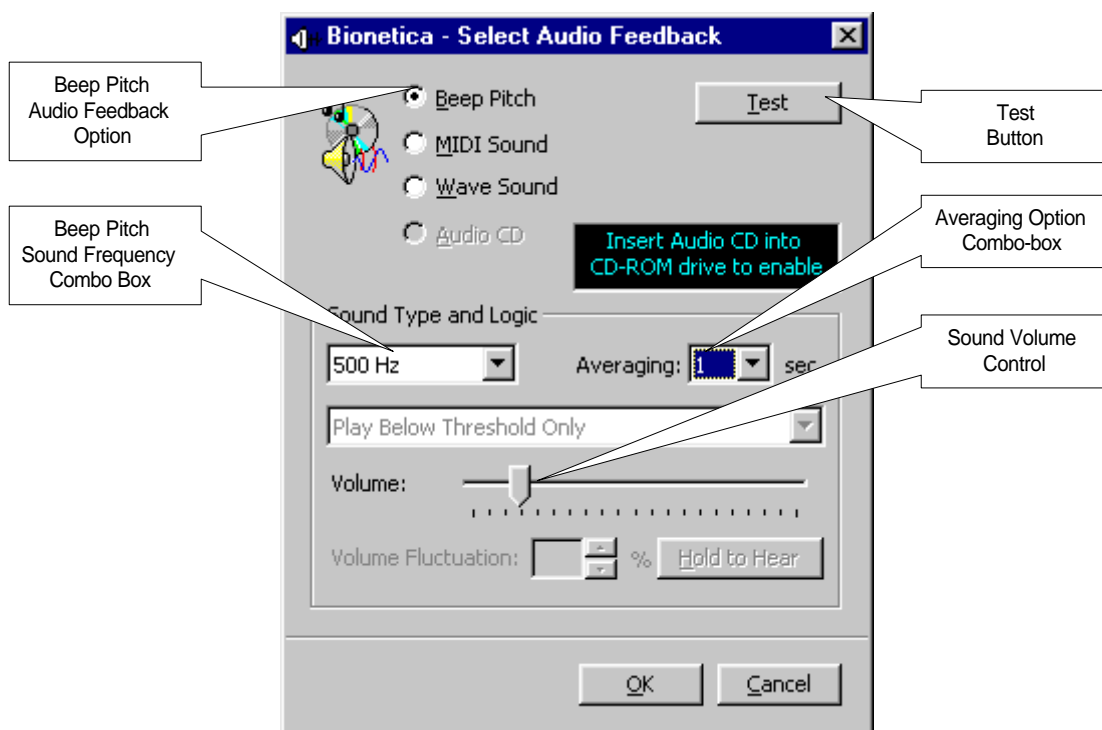 Bionetica - Select Audio Feedback
Beep Pitch
Audio Feedback
Option
Beep Pitch
Test
Test
Button
MIDI Sound
Wave Sound
Audio CD
Insert Audio CD into
CD-ROM drive to enable
Beep Pitch
Sound Frequency
Combo Box
Averaging Option
Combo-box
Sound Type and Logic
500 Hz
Averaging: 1 sec
Sound Volume
Control
Play Below Threshold Only
Volume:
Volume Fluctuation: % Hold to Hear
OK Cancel